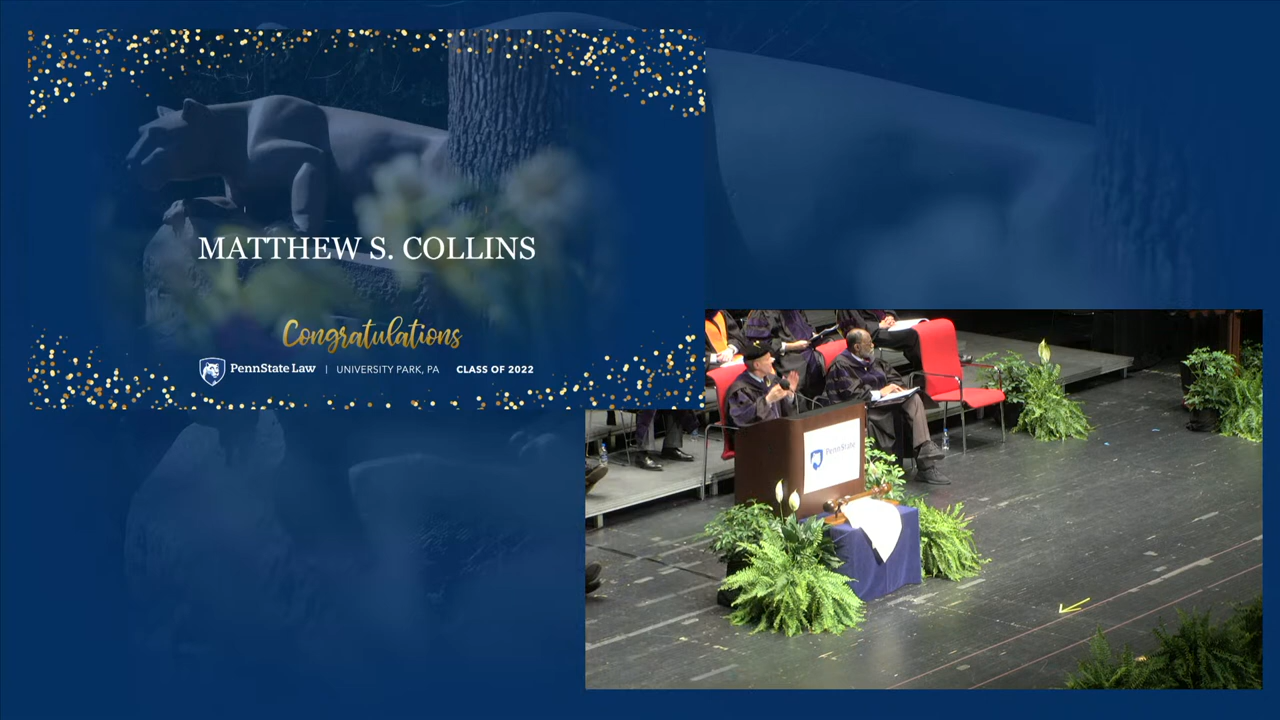 MATTHEW S. COLLINS
Congratulations
PennState Law | UNIVERSITY PARK, PA CLASS OF 2022
PennState